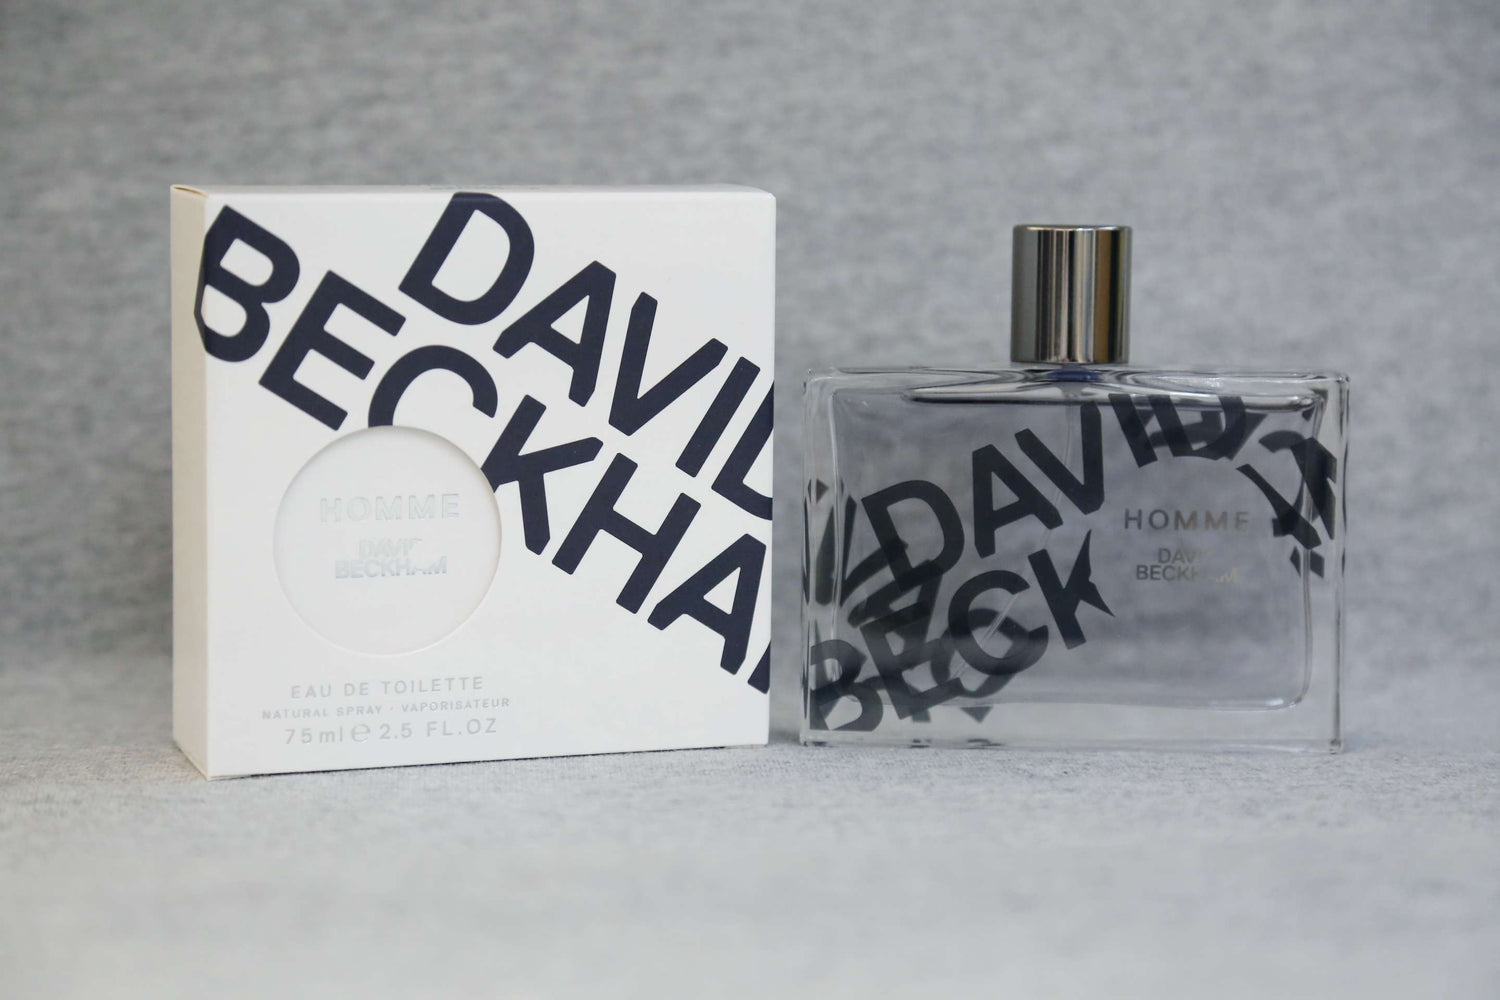 DAVID
BECKHA
HOMME
DAVID
BECKHAM
EAU DE TOILETTE
NATURAL SPRAY · VAPORISATEUR
75ml ℮ 2.5 FL.OZ
DAVID
BECK
HOMME
DAVID
BECKHAM